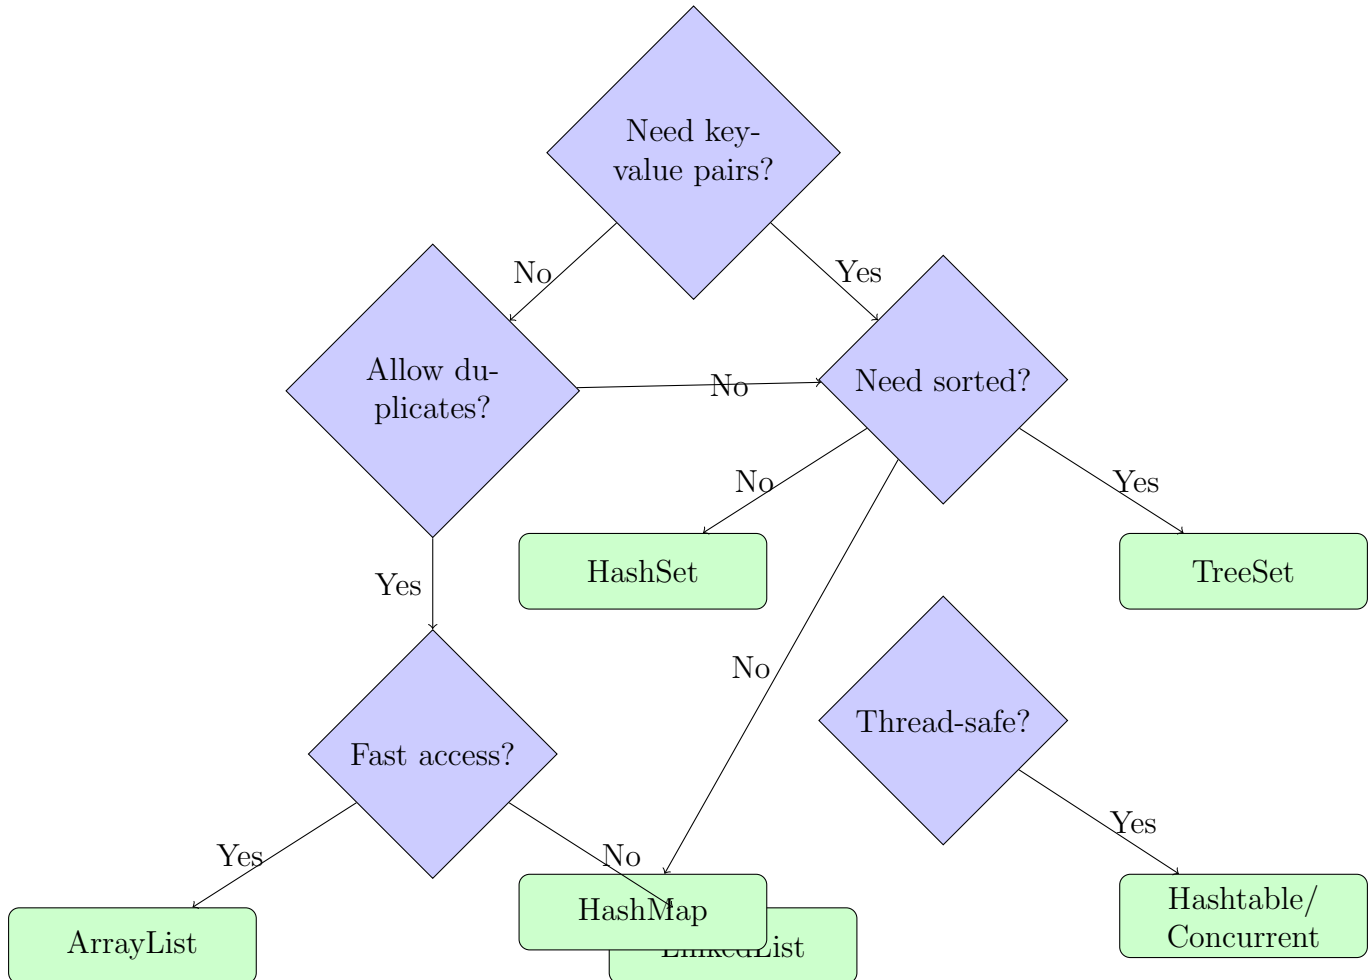 Need key-
value pairs?
No
Yes
Allow du-
plicates?
No
Need sorted?
No
Yes
HashSet
TreeSet
Yes
No
Thread-safe?
Fast access?
Yes
Yes
No
HashMap
Hashtable/
Concurrent
ArrayList
LinkedList